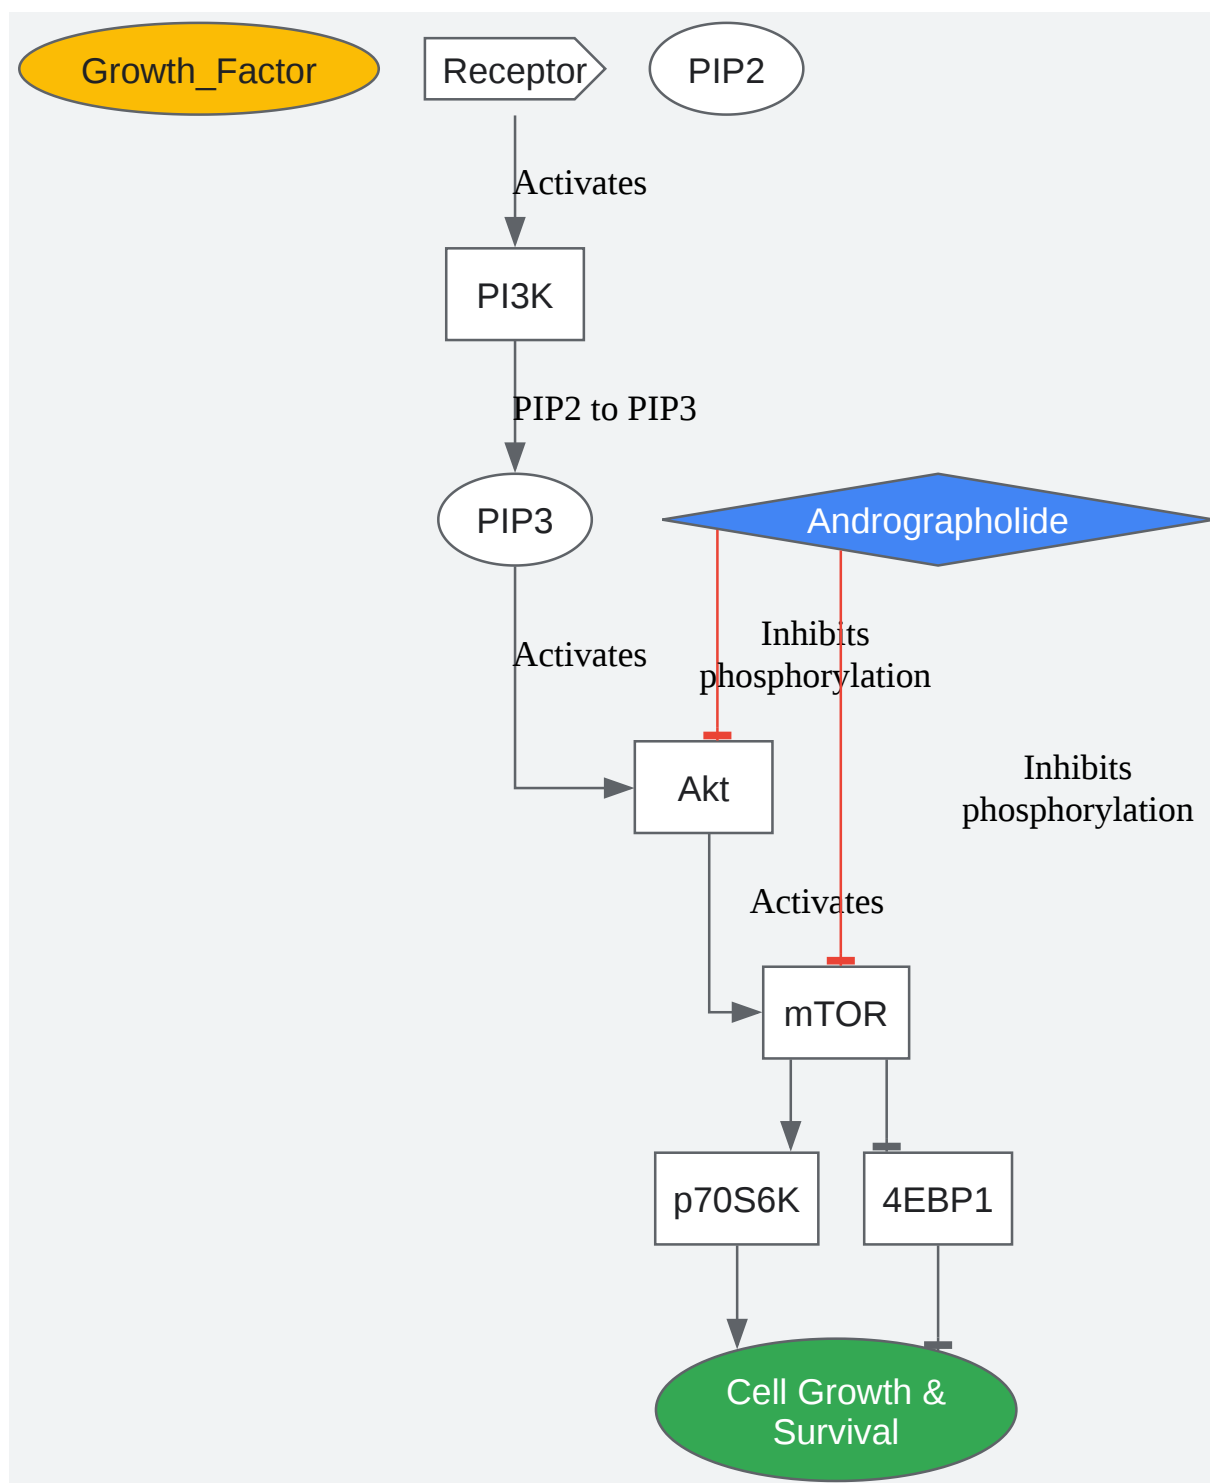 Growth_Factor
Receptor
PIP2
Activates
PI3K
PIP2 to PIP3
PIP3
Andrographolide
Activates
Inhibits
phosphorylation
Akt
Inhibits
phosphorylation
Activates
mTOR
p70S6K
4EBP1
Cell Growth &
Survival